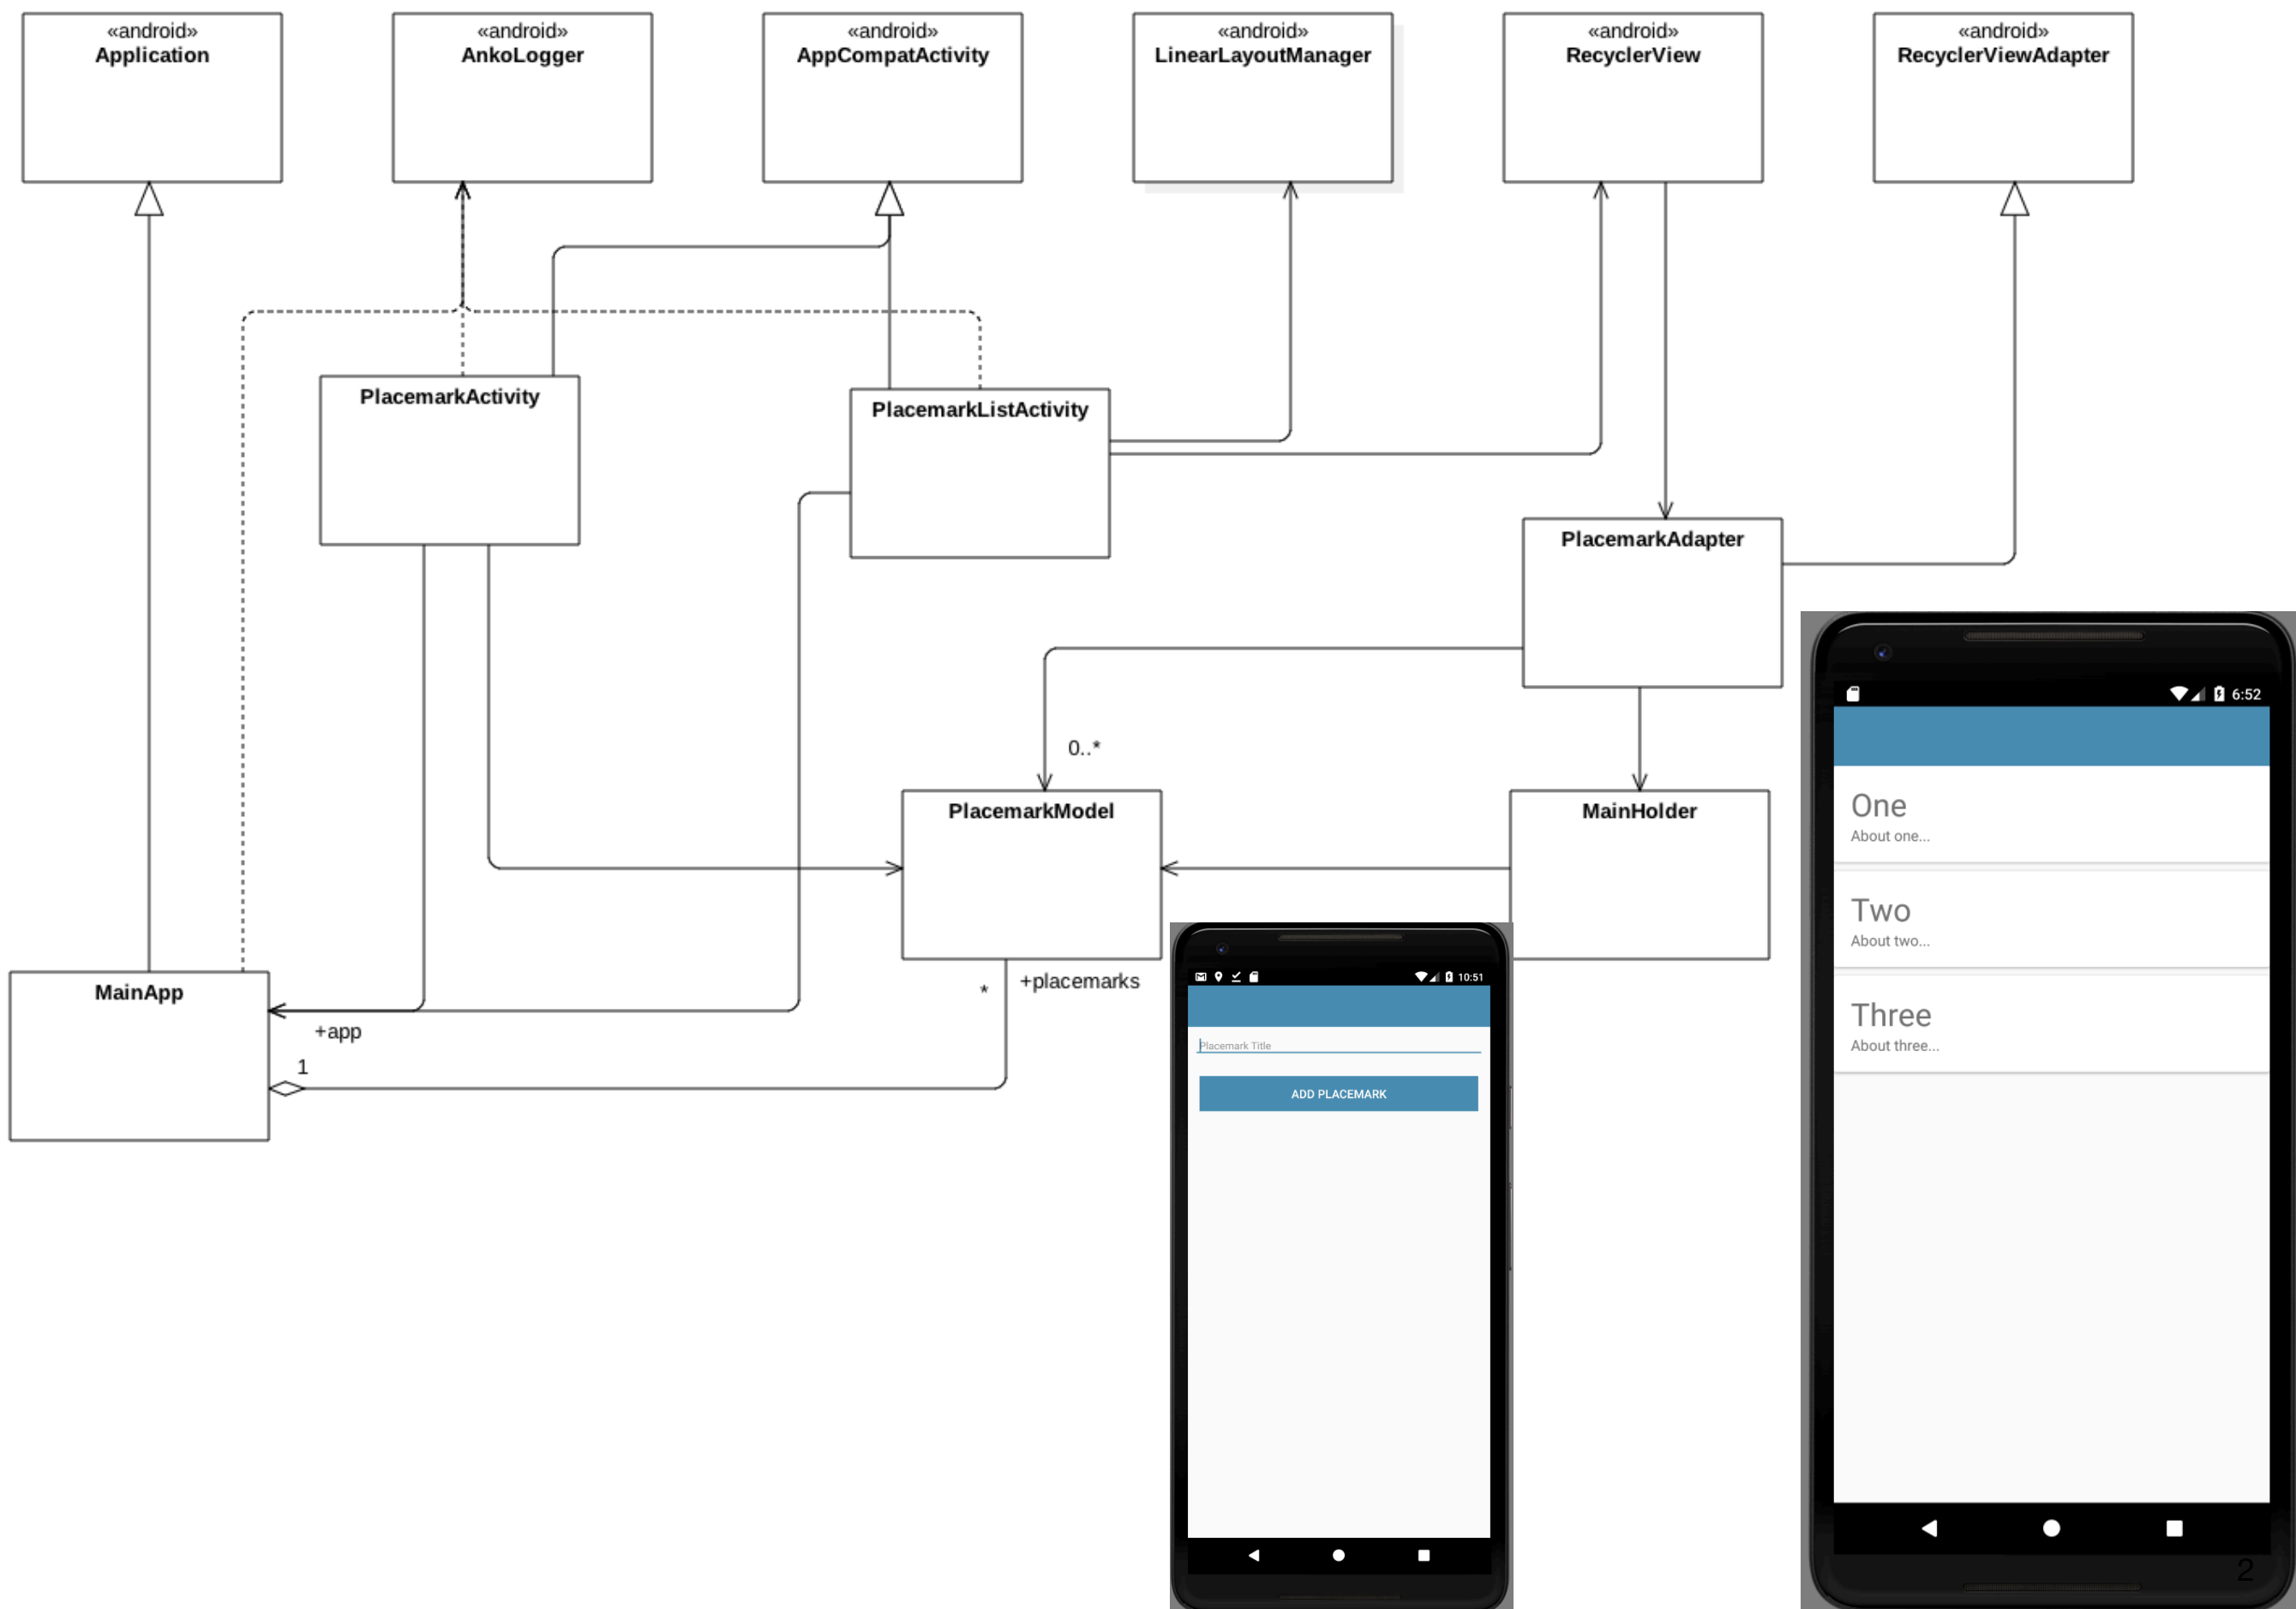 «android»
Application
«android»
AnkoLogger
«android»
AppCompatActivity
«android»
LinearLayoutManager
«android»
RecyclerView
«android»
RecyclerViewAdapter
PlacemarkActivity
PlacemarkListActivity
PlacemarkAdapter
0..*
PlacemarkModel
MainHolder
MainApp
+app
1
*
+placemarks
10:51
Placemark Title
ADD PLACEMARK
6:52
One
About one...
Two
About two...
Three
About three...
2